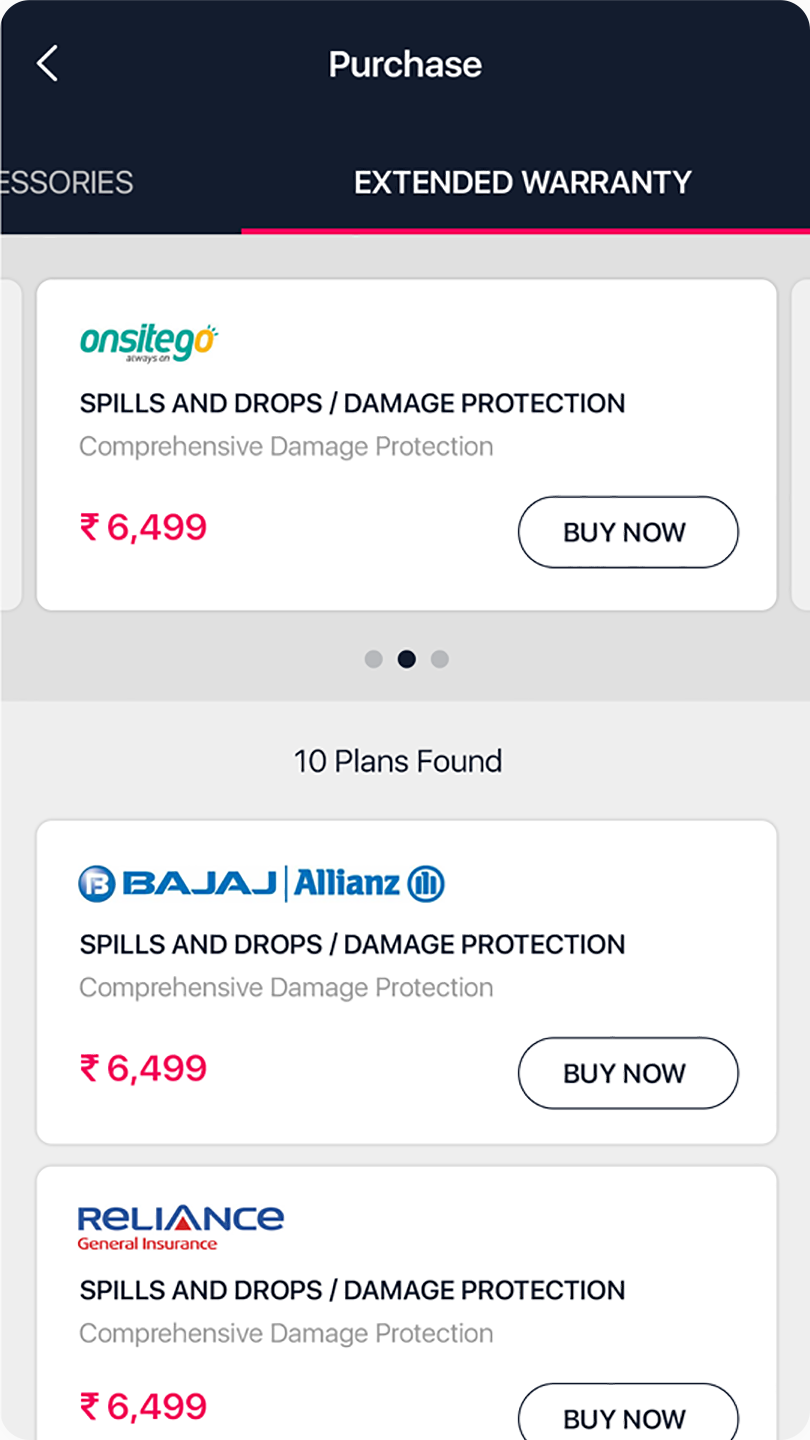 Purchase
ESSORIES
EXTENDED WARRANTY
onsitego
always on
SPILLS AND DROPS / DAMAGE PROTECTION
Comprehensive Damage Protection
₹ 6,499
BUY NOW
10 Plans Found
B BAJAJ | Allianz
SPILLS AND DROPS / DAMAGE PROTECTION
Comprehensive Damage Protection
₹ 6,499
BUY NOW
RELIANCE
General Insurance
SPILLS AND DROPS / DAMAGE PROTECTION
Comprehensive Damage Protection
₹ 6,499
BUY NOW